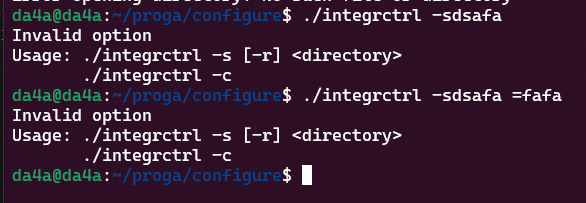 da4a@da4a:~/proga/configure$ ./integrctrl -sdsafa
Invalid option
Usage: ./integrctrl -s [-r] <directory>
       ./integrctrl -c
da4a@da4a:~/proga/configure$ ./integrctrl -sdsafa =fafa
Invalid option
Usage: ./integrctrl -s [-r] <directory>
       ./integrctrl -c
da4a@da4a:~/proga/configure$